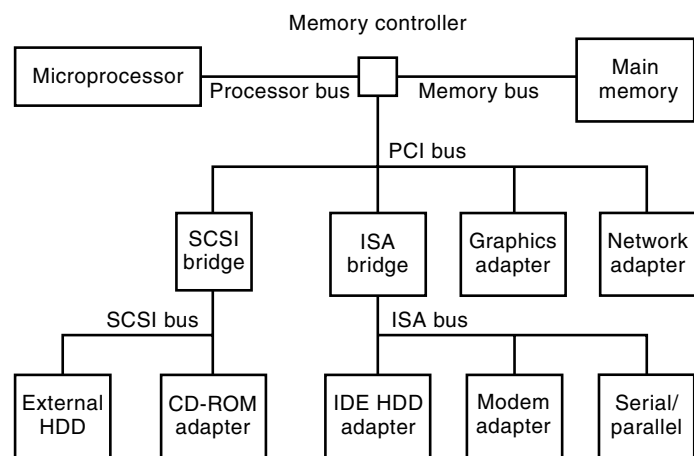 Memory controller
Microprocessor
Processor bus
Memory bus
Main
memory
PCI bus
SCSI
bridge
ISA
bridge
Graphics
adapter
Network
adapter
SCSI bus
ISA bus
External
HDD
CD-ROM
adapter
IDE HDD
adapter
Modem
adapter
Serial/
parallel